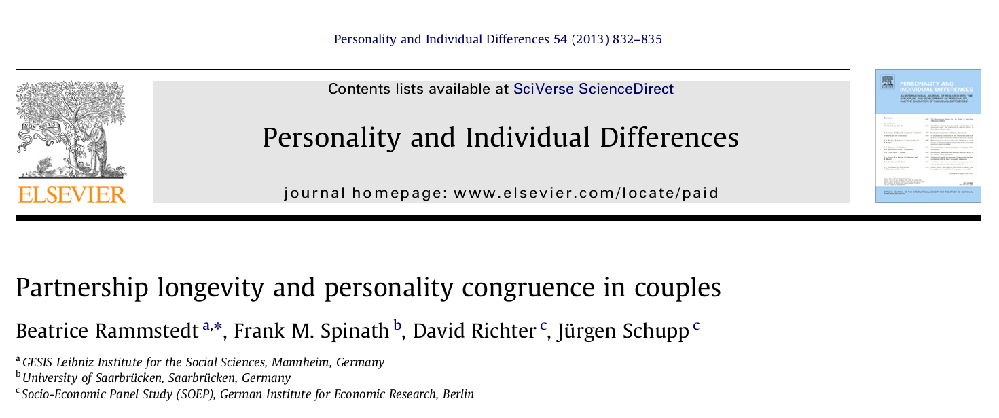 Personality and Individual Differences 54 (2013) 832–835
Contents lists available at SciVerse ScienceDirect
Personality and Individual Differences
journal homepage: www.elsevier.com/locate/paid
NON SOLUS
ELSEVIER
PERSONALITY AND
INDIVIDUAL DIFFERENCES
AN INTERNATIONAL JOURNAL OF RESEARCH INTO THE
STRUCTURE AND DEVELOPMENT OF PERSONALITY,
AND THE CAUSATION OF INDIVIDUAL DIFFERENCES
Partnership longevity and personality congruence in couples
Beatrice Rammstedt a,*, Frank M. Spinath b, David Richter c, Jürgen Schupp c
a GESIS Leibniz Institute for the Social Sciences, Mannheim, Germany
b University of Saarbrücken, Saarbrücken, Germany
c Socio-Economic Panel Study (SOEP), German Institute for Economic Research, Berlin